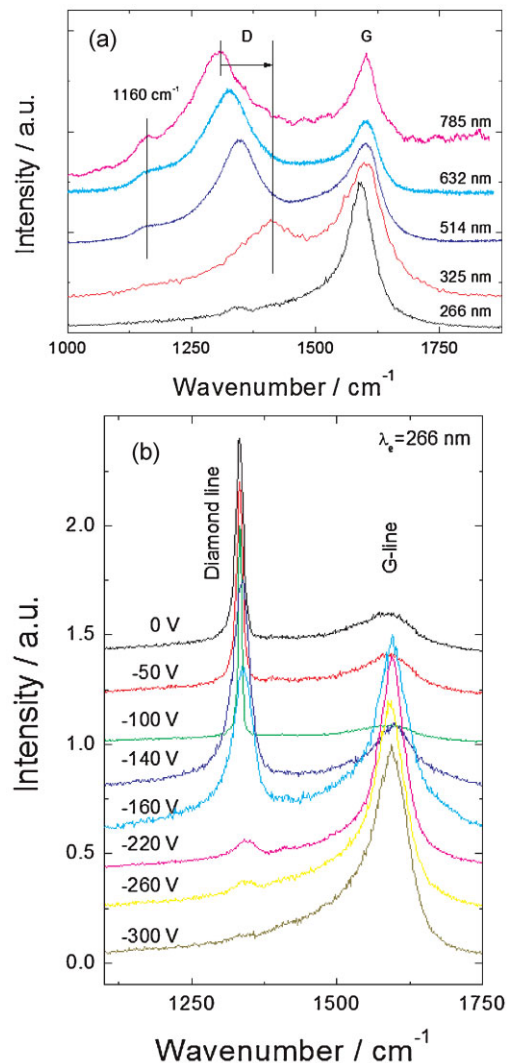 (a)
D
G
1160 cm⁻¹
785 nm
632 nm
514 nm
325 nm
266 nm
Intensity / a.u.
1000 1250 1500 1750
Wavenumber / cm⁻¹
(b)
λₑ=266 nm
Diamond line
G-line
2.0
1.5
1.0
0.5
0.0
0 V
-50 V
-100 V
-140 V
-160 V
-220 V
-260 V
-300 V
Intensity / a.u.
1250 1500 1750
Wavenumber / cm⁻¹